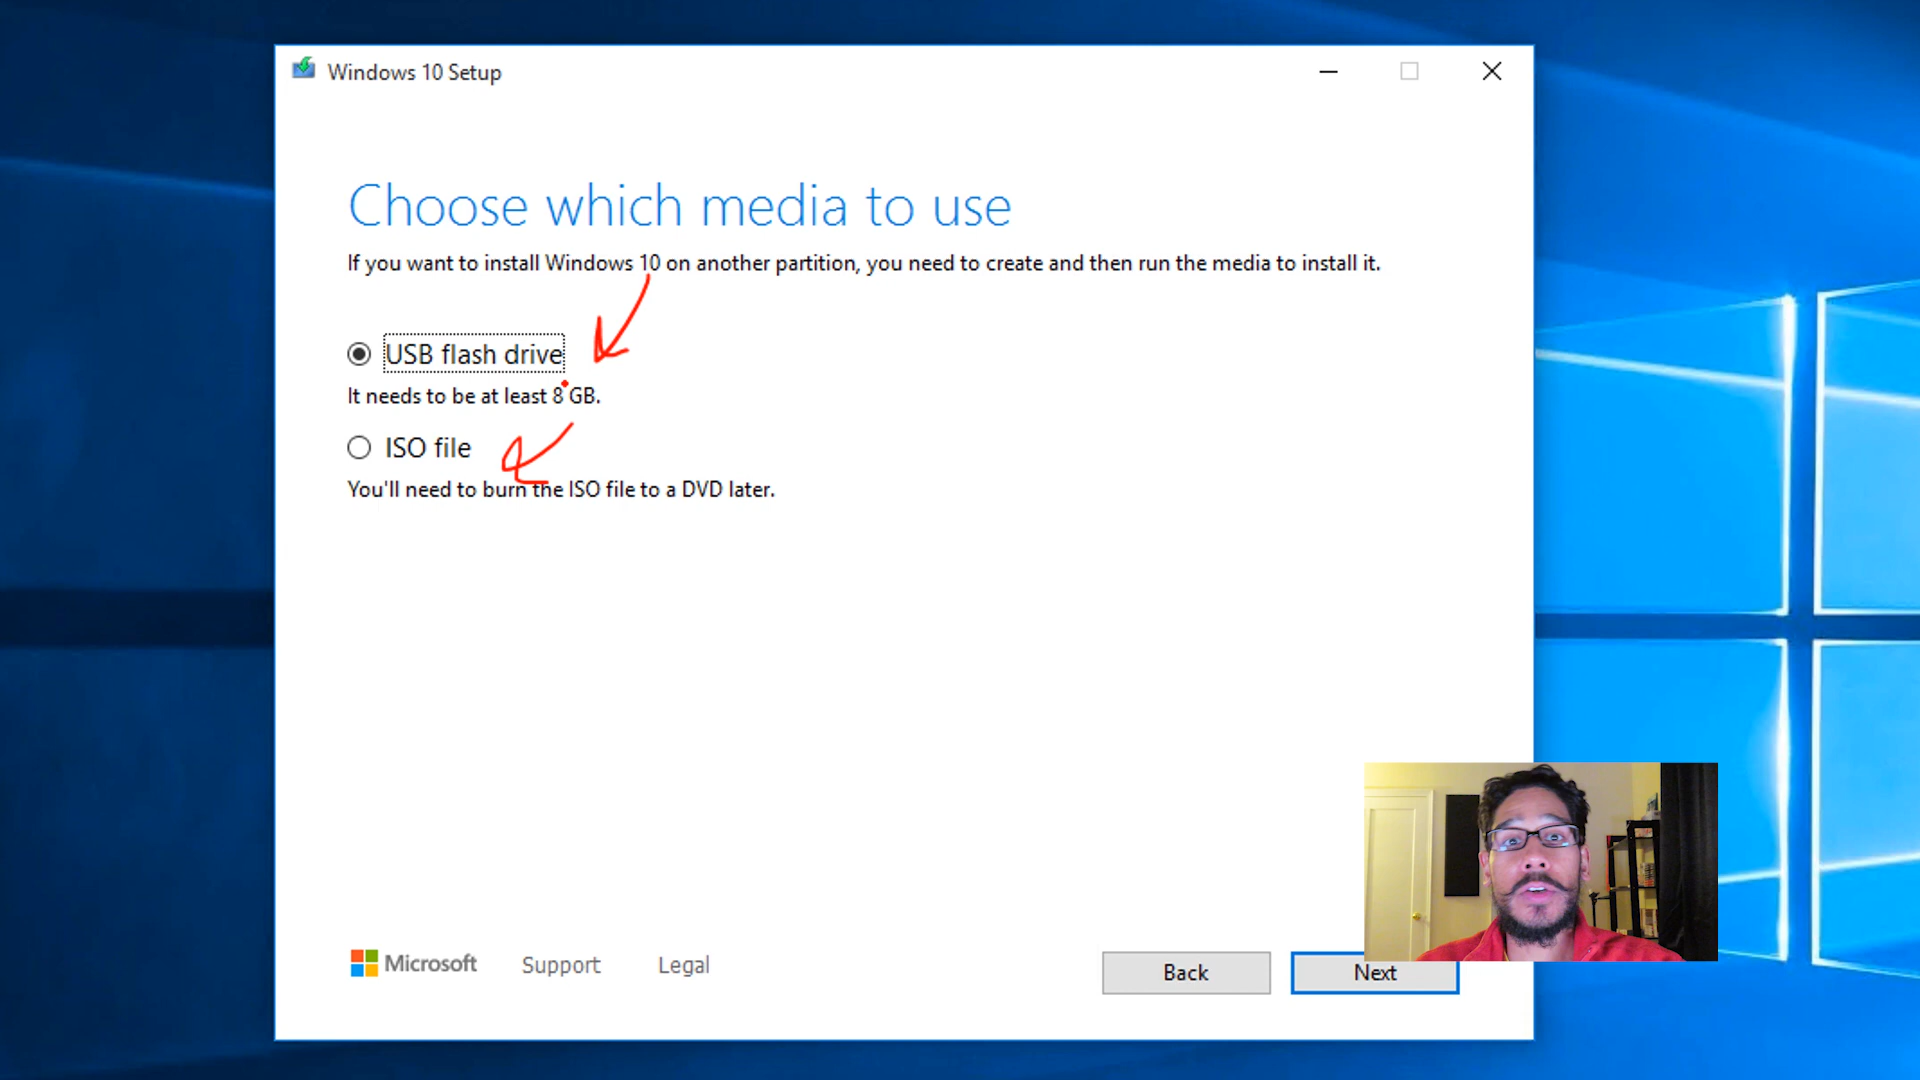 Windows 10 Setup
Choose which media to use
If you want to install Windows 10 on another partition, you need to create and then run the media to install it.
USB flash drive
It needs to be at least 8 GB.
ISO file
You'll need to burn the ISO file to a DVD later.
Microsoft Support Legal Back Next